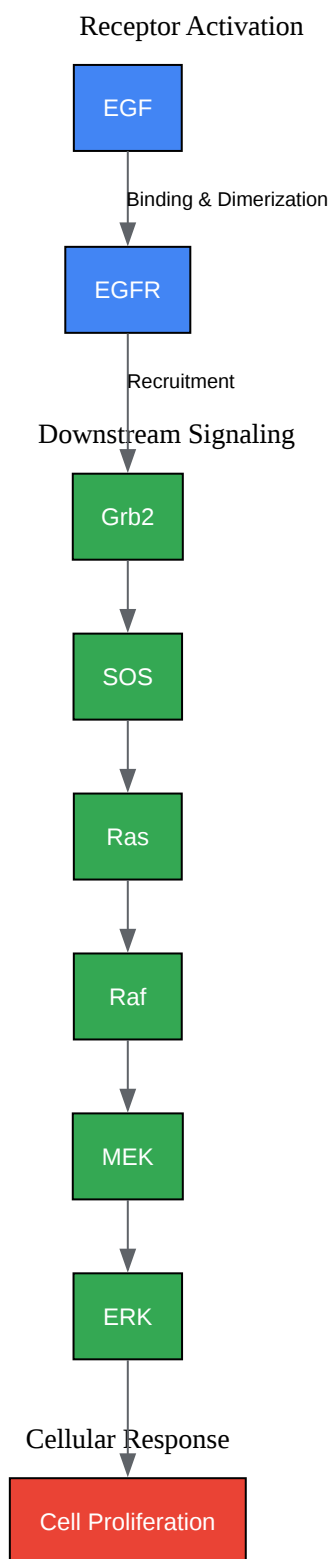 Receptor Activation
EGF
Binding & Dimerization
EGFR
Recruitment
Downstream Signaling
Grb2
SOS
Ras
Raf
MEK
ERK
Cellular Response
Cell Proliferation